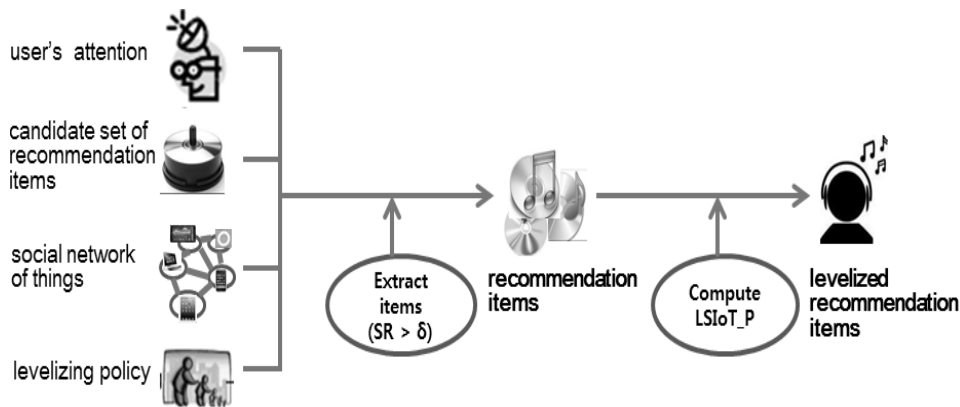 user's attention
candidate set of
recommendation
items
social network
of things
levelizing policy
Extract
items
(SR > δ)
recommendation
items
Compute
LSIoT_P
levelized
recommendation
items